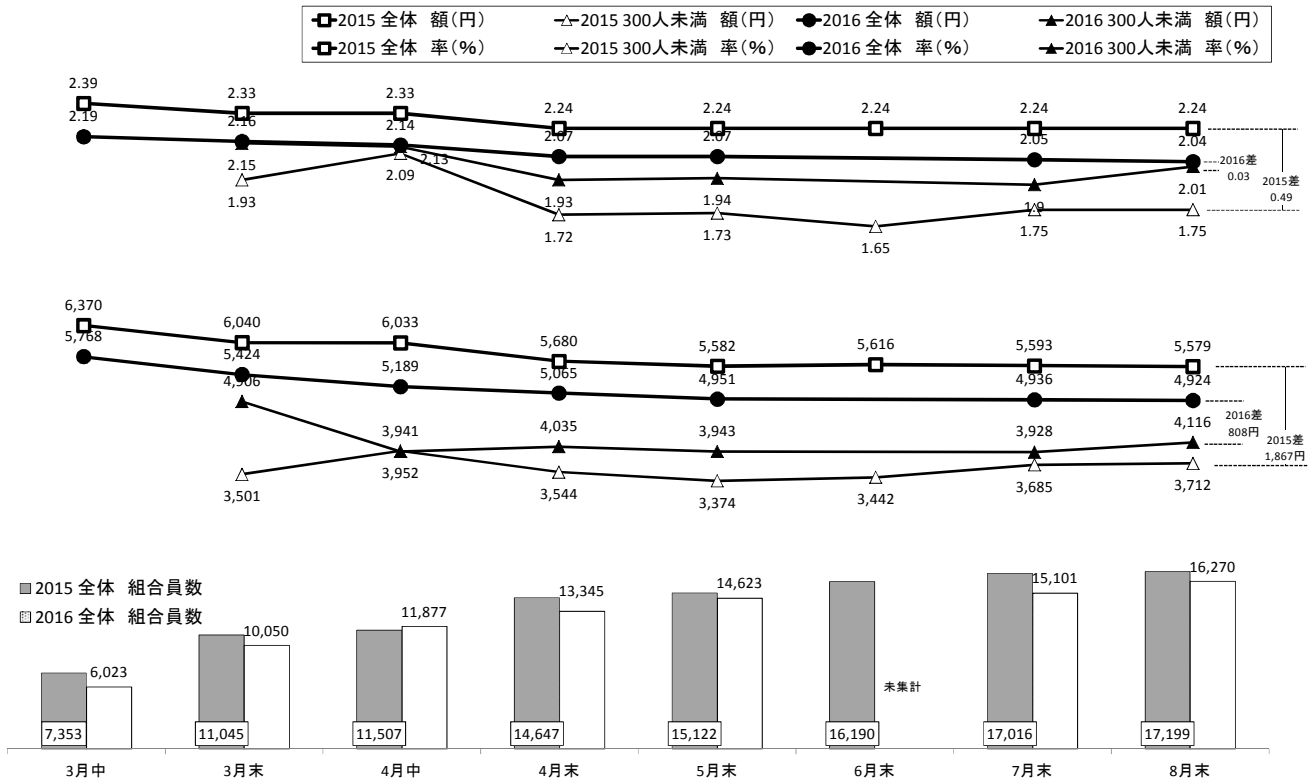 2015 全体 額(円) 2015 300人未満 額(円) 2016 全体 額(円) 2016 300人未満 額(円)
2015 全体 率(%) 2015 300人未満 率(%) 2016 全体 率(%) 2016 300人未満 率(%)
2.39 2.33 2.33 2.24 2.24 2.24 2.24 2.24
2.19 2.16 2.14 2.07 2.07 2.05 2.04
2.15 2.13 1.93 1.94 1.9 2.01
1.93 2.09 1.72 1.73 1.65 1.75 1.75
2016差
0.03
2015差
0.49
6,370 6,040 6,033 5,680 5,582 5,616 5,593 5,579
5,768 5,424 5,189 5,065 4,951 4,936 4,924
4,906 3,941 4,035 3,943 3,928 4,116
3,501 3,952 3,544 3,374 3,442 3,685 3,712
2016差
808円
2015差
1,867円
2015 全体 組合員数
2016 全体 組合員数
6,023 10,050 11,877 13,345 14,623 未集計 15,101 16,270
7,353 11,045 11,507 14,647 15,122 16,190 17,016 17,199
3月中 3月末 4月中 4月末 5月末 6月末 7月末 8月末